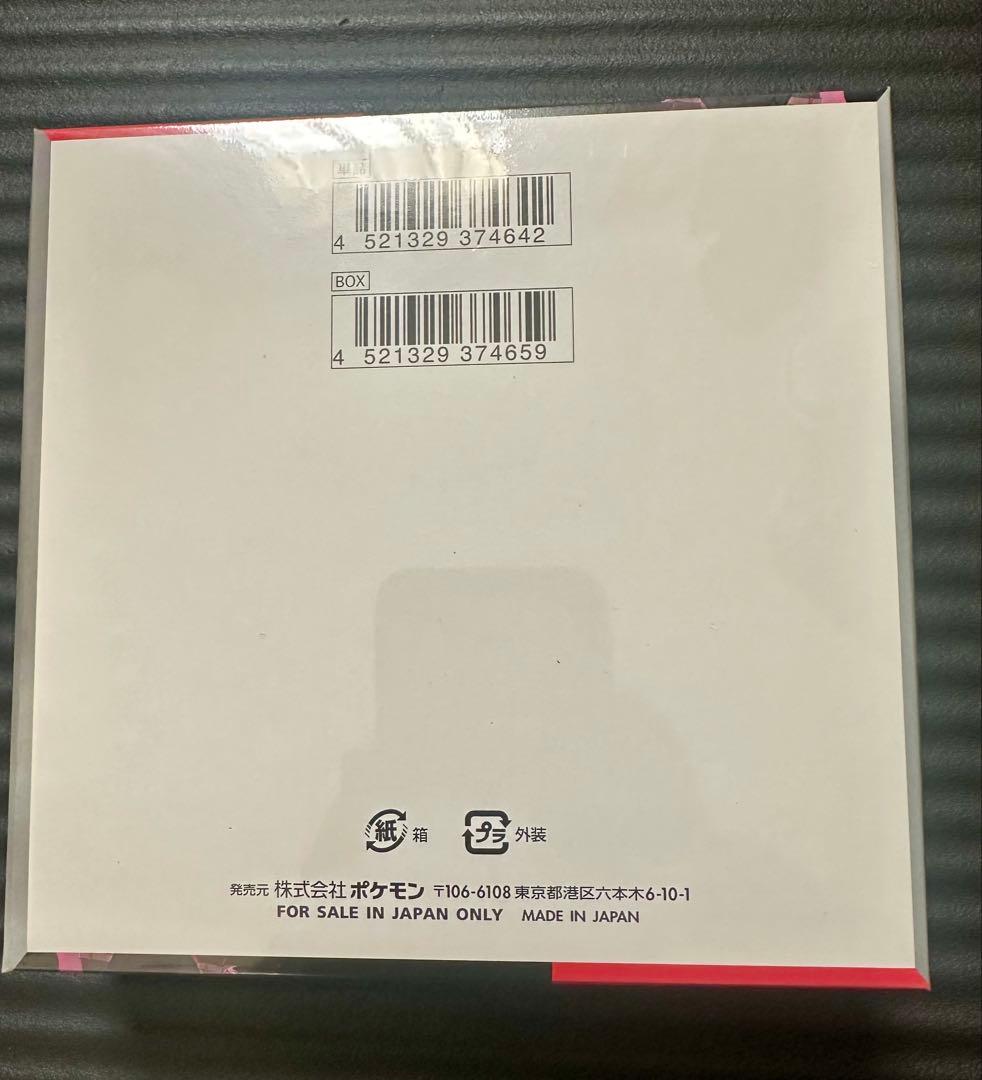 4 521329 374642
BOX
4 521329 374659
紙 箱 プラ 外装
発売元 株式会社ポケモン 〒106-6108 東京都港区六本木6-10-1
FOR SALE IN JAPAN ONLY MADE IN JAPAN